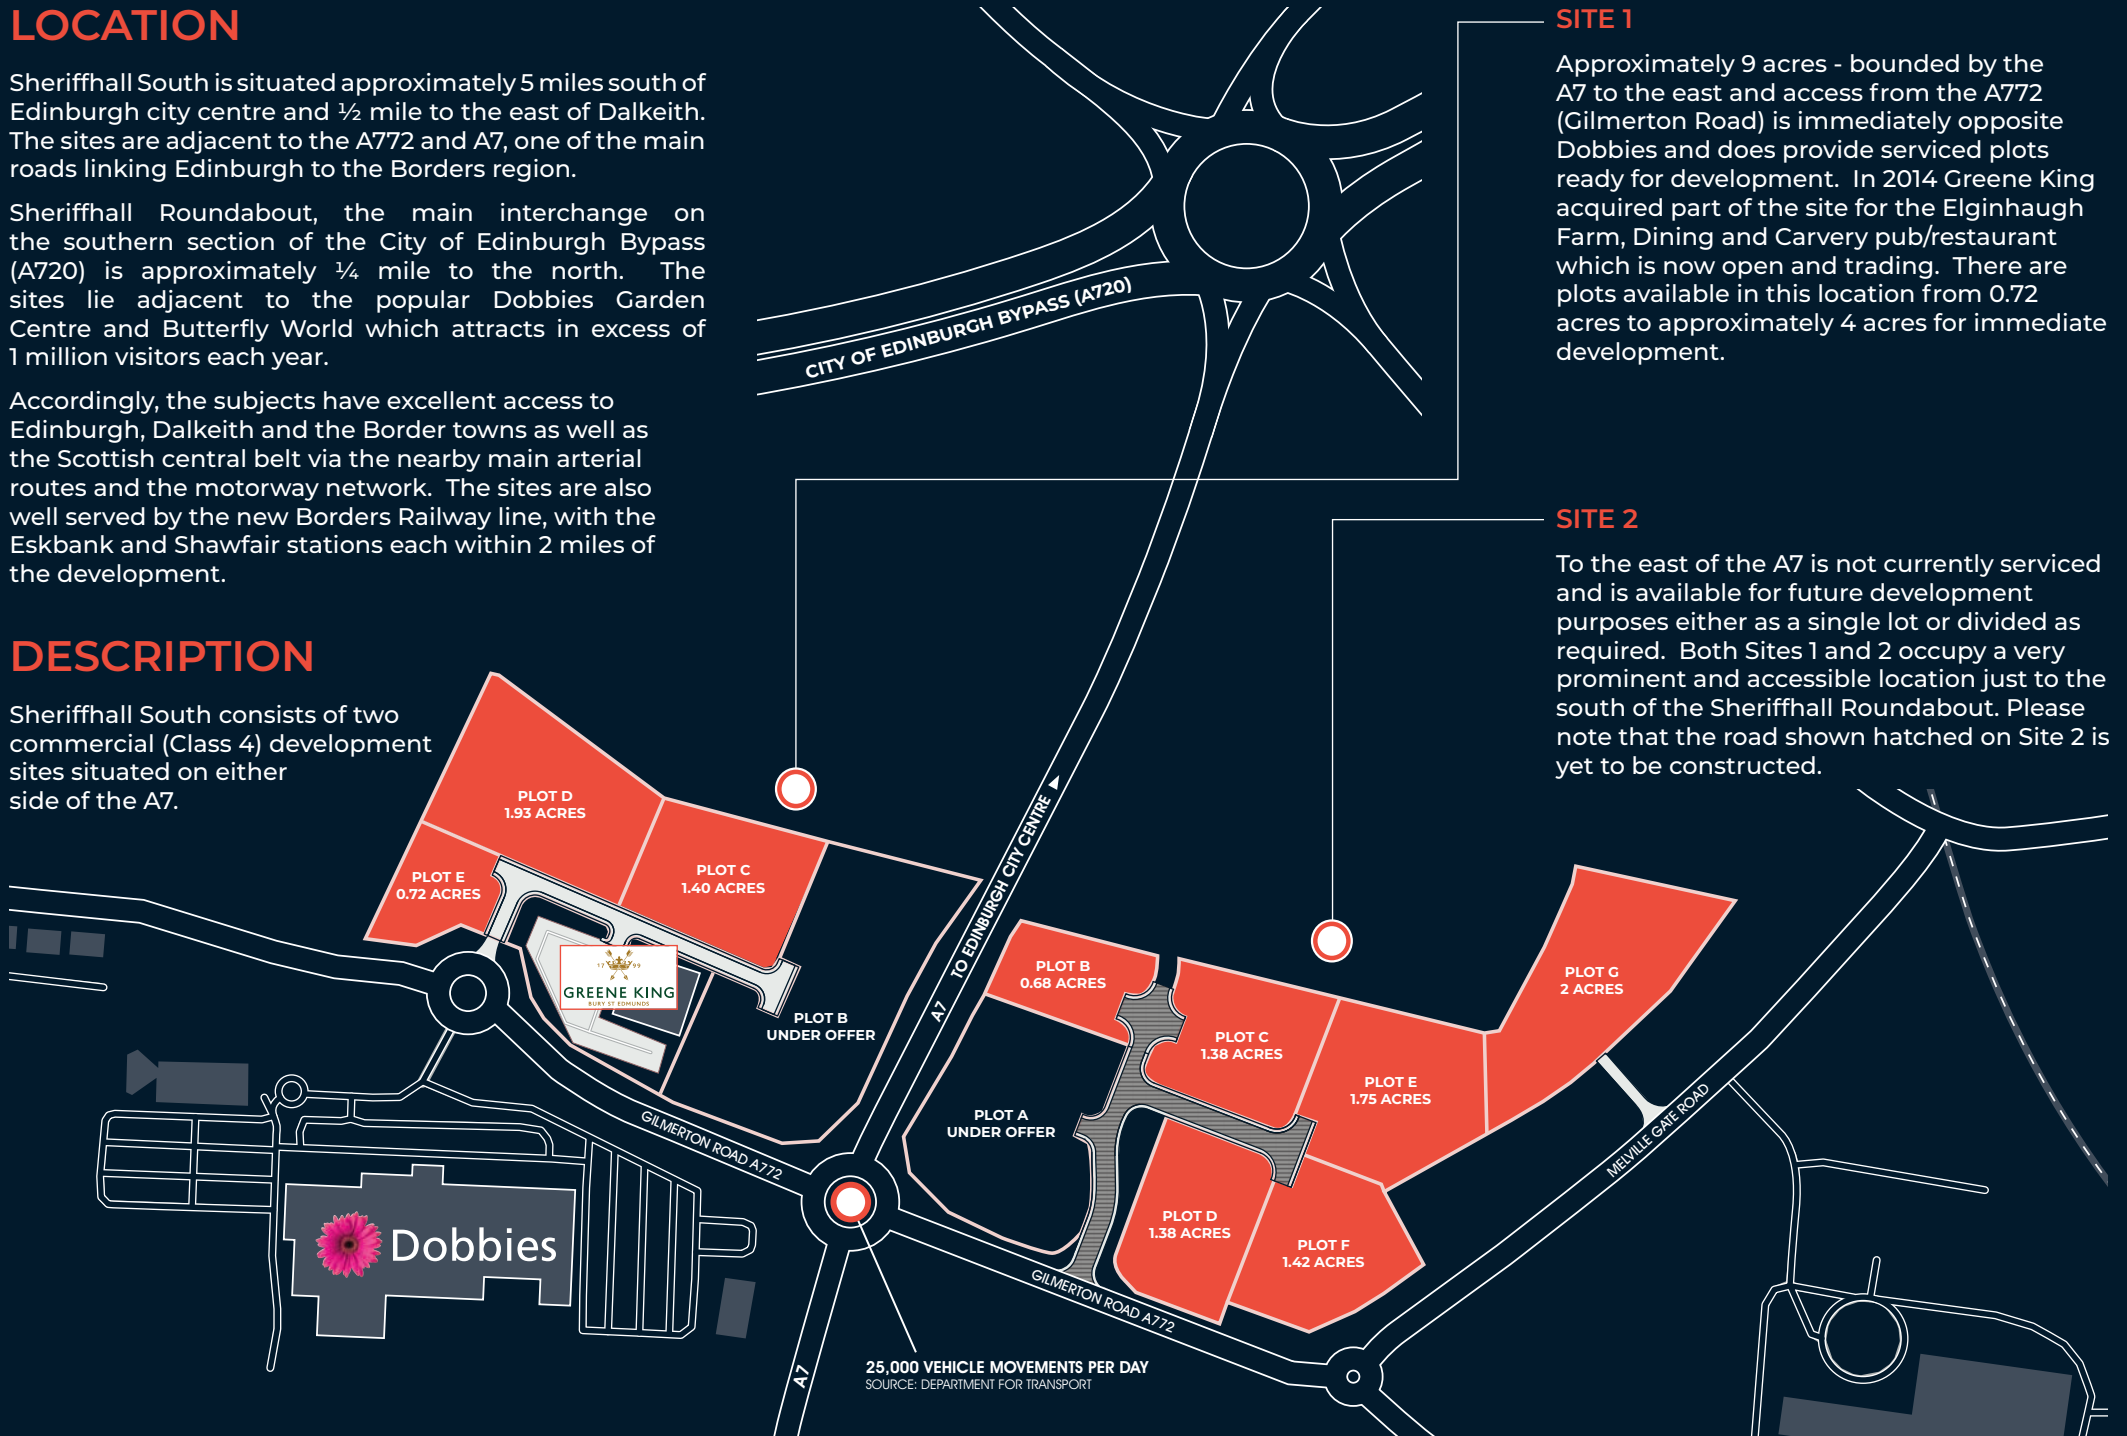 LOCATION
Sheriffhall South is situated approximately 5 miles south of
Edinburgh city centre and ½ mile to the east of Dalkeith.
The sites are adjacent to the A772 and A7, one of the main
roads linking Edinburgh to the Borders region.
Sheriffhall Roundabout, the main interchange on
the southern section of the City of Edinburgh Bypass
(A720) is approximately ¼ mile to the north. The
sites lie adjacent to the popular Dobbies Garden
Centre and Butterfly World which attracts in excess of
1 million visitors each year.
Accordingly, the subjects have excellent access to
Edinburgh, Dalkeith and the Border towns as well as
the Scottish central belt via the nearby main arterial
routes and the motorway network. The sites are also
well served by the new Borders Railway line, with the
Eskbank and Shawfair stations each within 2 miles of
the development.
DESCRIPTION
Sheriffhall South consists of two
commercial (Class 4) development
sites situated on either
side of the A7.
SITE 1
Approximately 9 acres - bounded by the
A7 to the east and access from the A772
(Gilmerton Road) is immediately opposite
Dobbies and does provide serviced plots
ready for development. In 2014 Greene King
acquired part of the site for the Elginhaugh
Farm, Dining and Carvery pub/restaurant
which is now open and trading. There are
plots available in this location from 0.72
acres to approximately 4 acres for immediate
development.
SITE 2
To the east of the A7 is not currently serviced
and is available for future development
purposes either as a single lot or divided as
required. Both Sites 1 and 2 occupy a very
prominent and accessible location just to the
south of the Sheriffhall Roundabout. Please
note that the road shown hatched on Site 2 is
yet to be constructed.
CITY OF EDINBURGH BYPASS (A720)
PLOT D
1.93 ACRES
PLOT E
0.72 ACRES
PLOT C
1.40 ACRES
17 99
GREENE KING
BURY ST EDMUNDS
PLOT B
UNDER OFFER
A7 TO EDINBURGH CITY CENTRE
PLOT B
0.68 ACRES
PLOT C
1.38 ACRES
PLOT G
2 ACRES
PLOT E
1.75 ACRES
PLOT A
UNDER OFFER
PLOT D
1.38 ACRES
PLOT F
1.42 ACRES
GILMERTON ROAD A772
MELVILLE GATE ROAD
Dobbies
GILMERTON ROAD A772
A7
25,000 VEHICLE MOVEMENTS PER DAY
SOURCE: DEPARTMENT FOR TRANSPORT